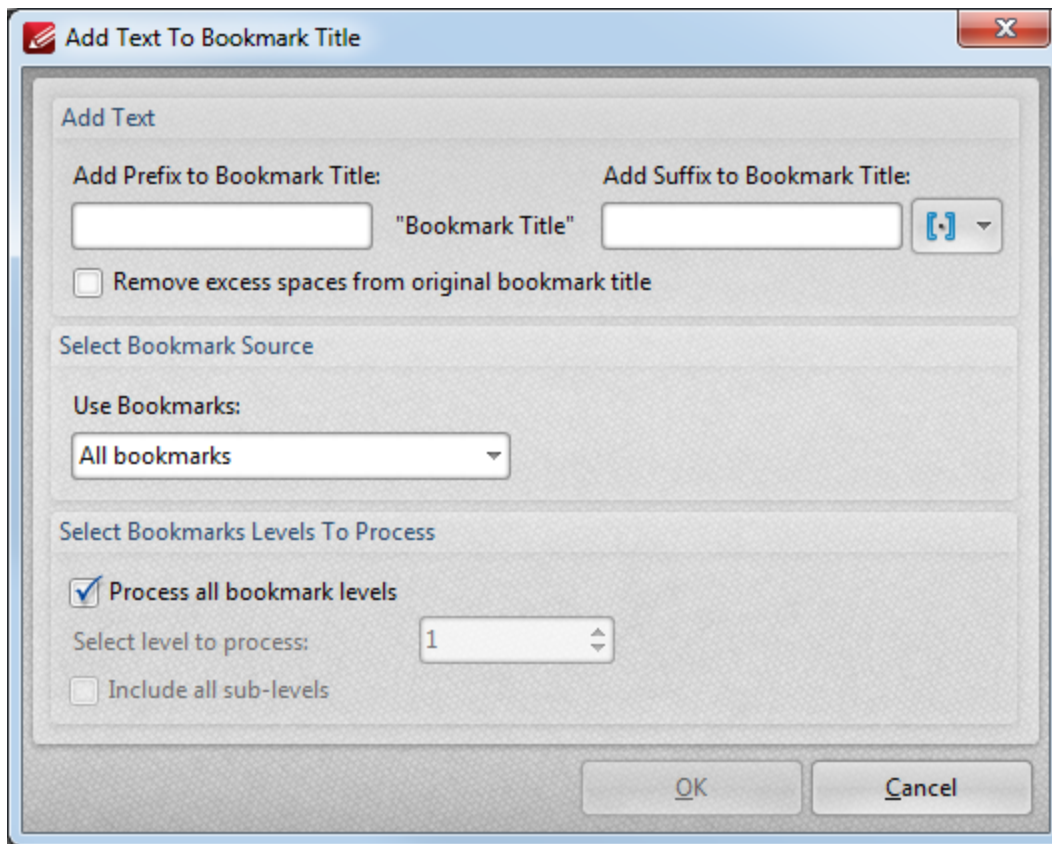 Add Text To Bookmark Title
Add Text
Add Prefix to Bookmark Title: Add Suffix to Bookmark Title:
"Bookmark Title"
Remove excess spaces from original bookmark title
Select Bookmark Source
Use Bookmarks:
All bookmarks
Select Bookmarks Levels To Process
Process all bookmark levels
Select level to process: 1
Include all sub-levels
OK Cancel